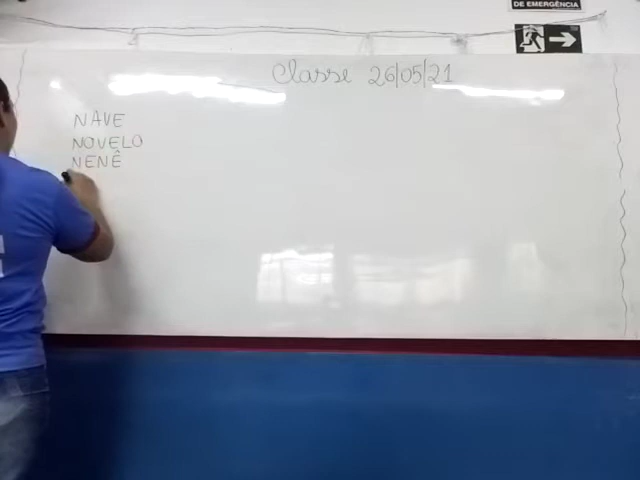 DE EMERGÊNCIA
Classe 26/05/21
NAVE
NOVELO
NENÊ